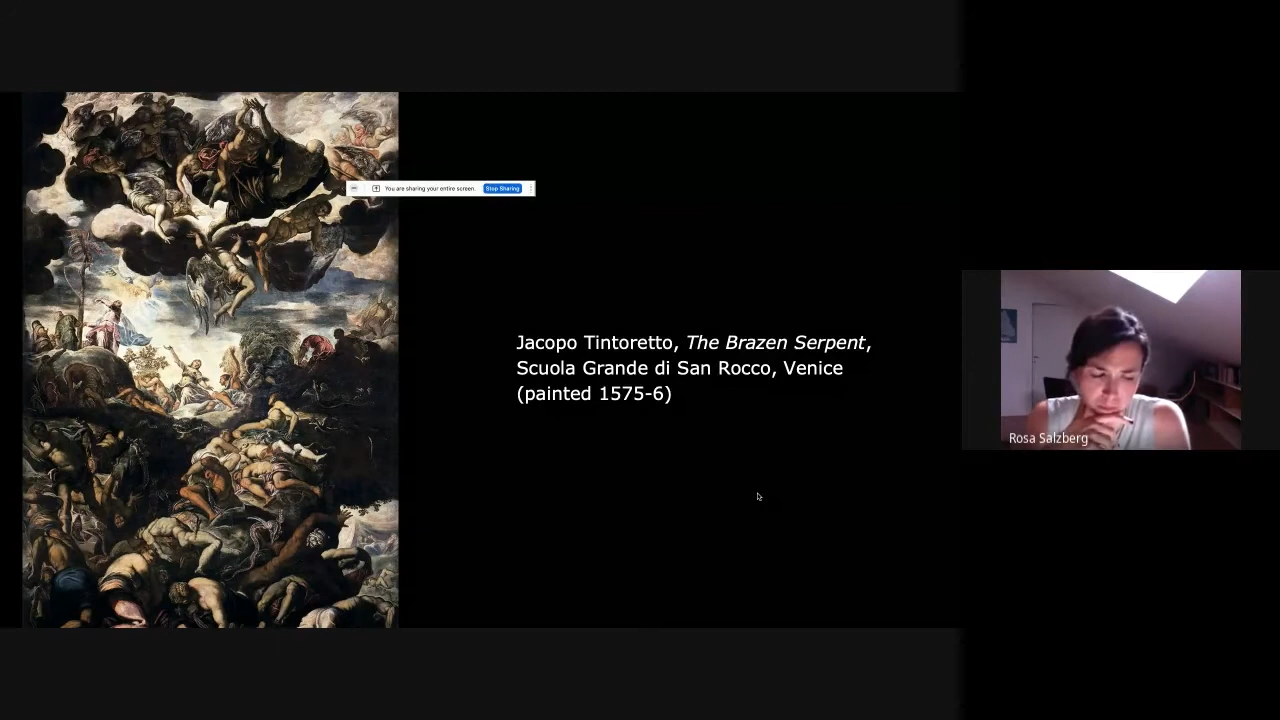 You are sharing your entire screen.
Stop Sharing
Jacopo Tintoretto, The Brazen Serpent,
Scuola Grande di San Rocco, Venice
(painted 1575-6)
Rosa Salzberg